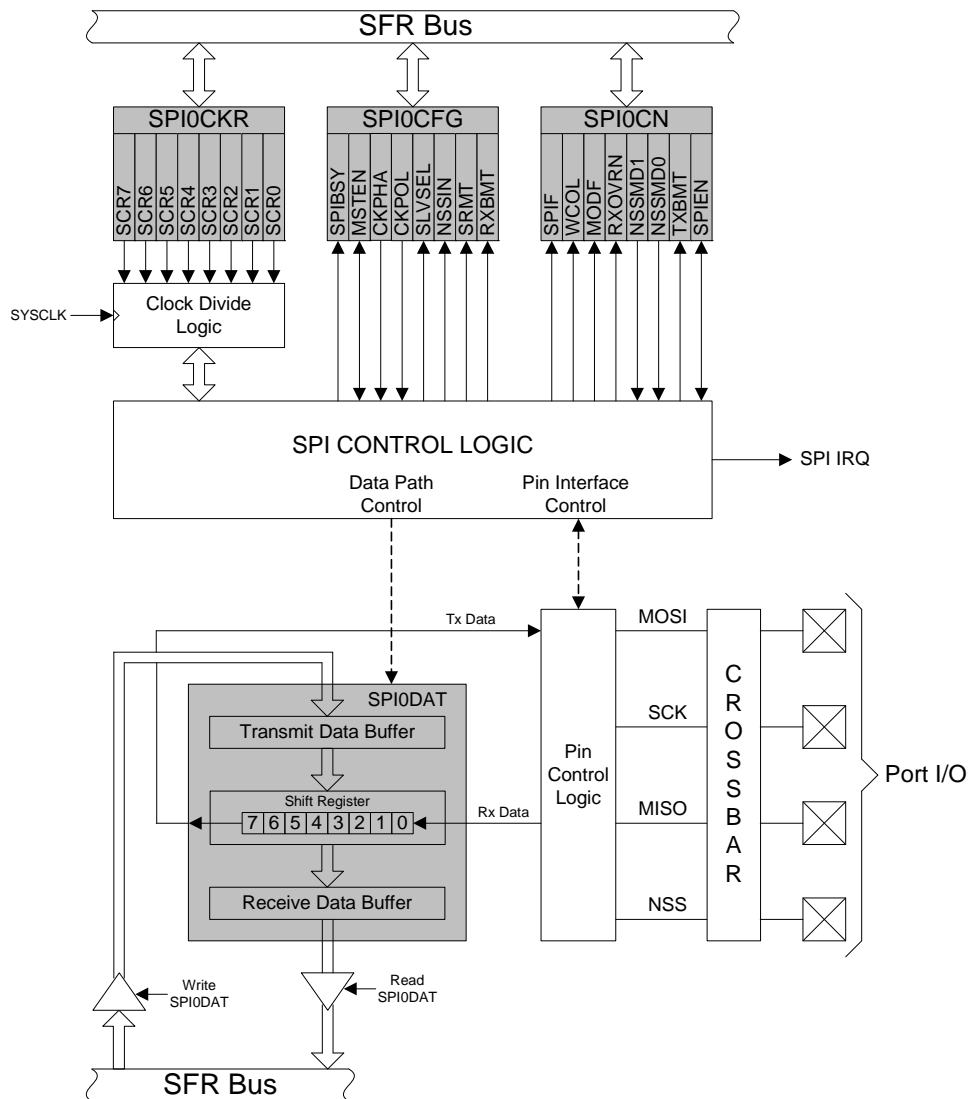 SFR Bus
SPI0CKR
SPI0CFG
SPI0CN
SCR7
SCR6
SCR5
SCR4
SCR3
SCR2
SCR1
SCR0
SPIBSY
MSTEN
CKPHA
CKPOL
SLVSEL
NSSIN
SRMT
RXBMT
SPIF
WCOL
MODF
RXOVRN
NSSMD1
NSSMD0
TXBMT
SPIEN
SYSCLK
Clock Divide
Logic
SPI CONTROL LOGIC
Data Path
Control
Pin Interface
Control
SPI IRQ
Tx Data
SPI0DAT
Transmit Data Buffer
Shift Register
7 6 5 4 3 2 1 0
Rx Data
Receive Data Buffer
Pin
Control
Logic
MOSI
SCK
MISO
NSS
CROSSBAR
Port I/O
Write
SPI0DAT
Read
SPI0DAT
SFR Bus